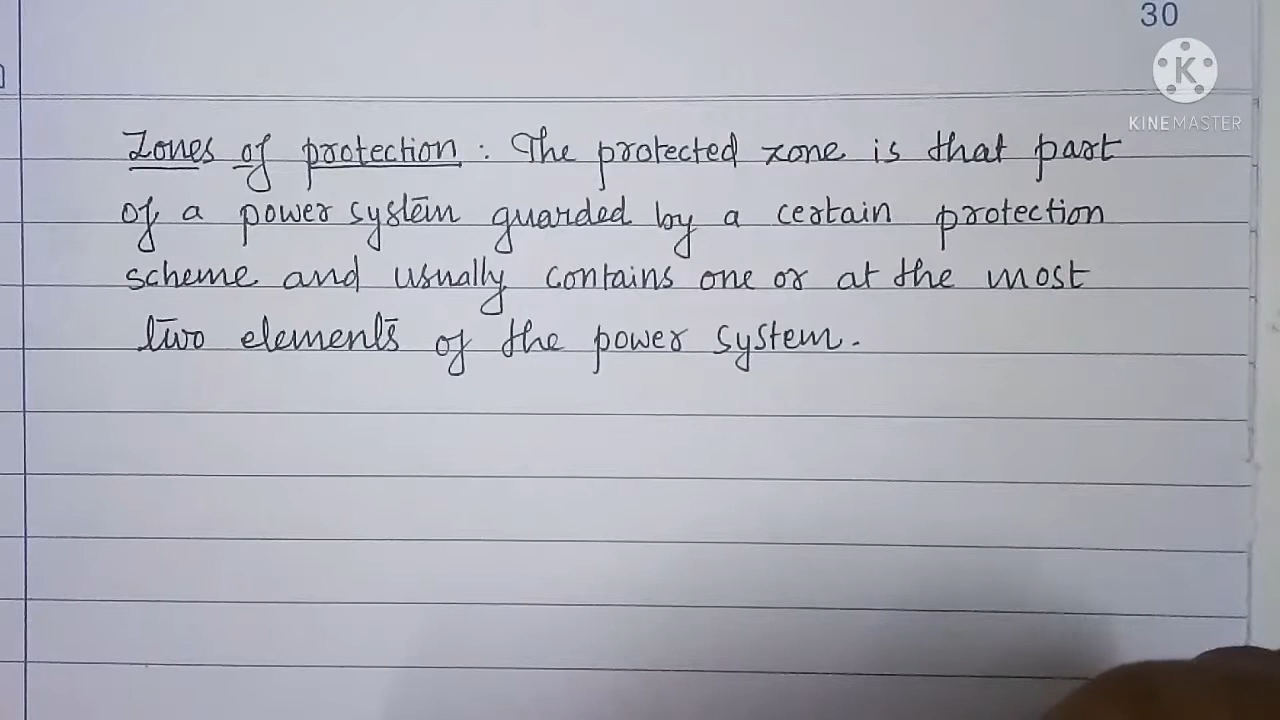 30
K
KINEMASTER
Zones of protection : The protected zone is that part
of a power system guarded by a certain protection
scheme and usually contains one or at the most
two elements of the power system.